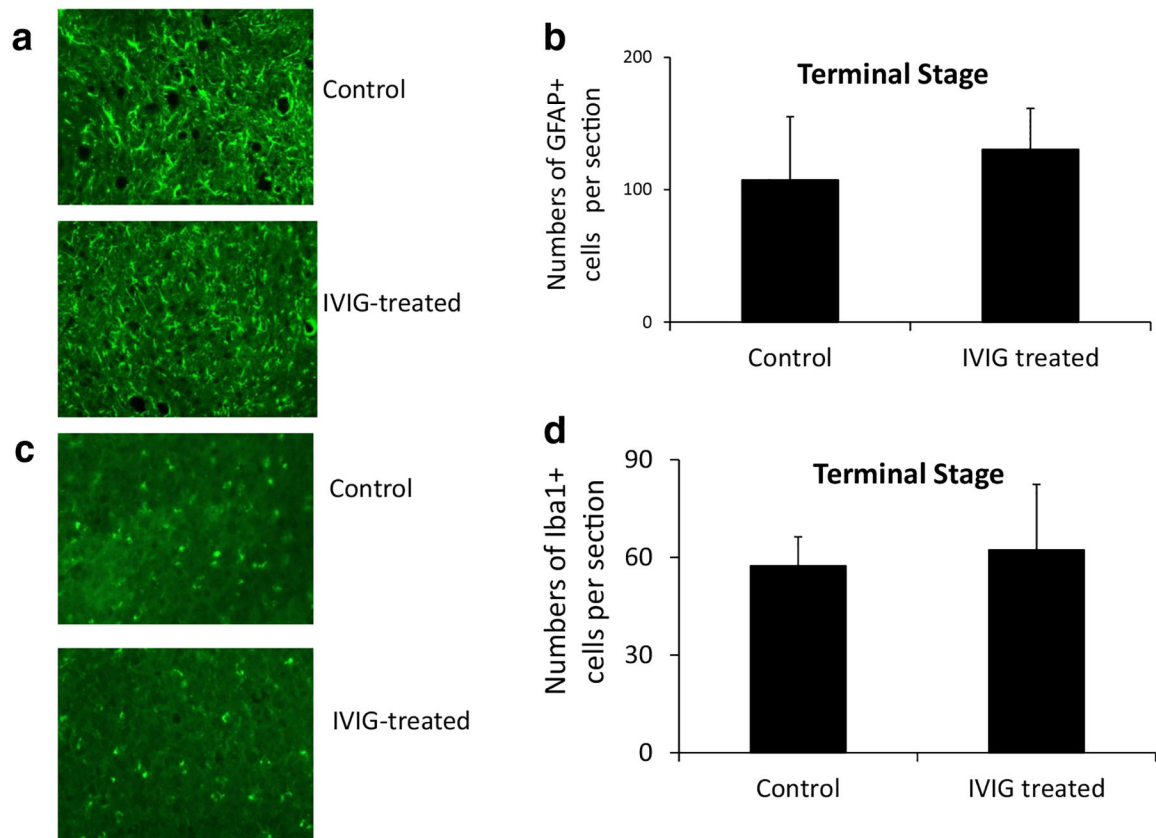 a
Control
IVIG-treated
b
Terminal Stage
Numbers of GFAP+
cells per section
200
100
0
Control
IVIG treated
c
Control
IVIG-treated
d
Terminal Stage
Numbers of Iba1+
cells per section
90
60
30
0
Control
IVIG treated